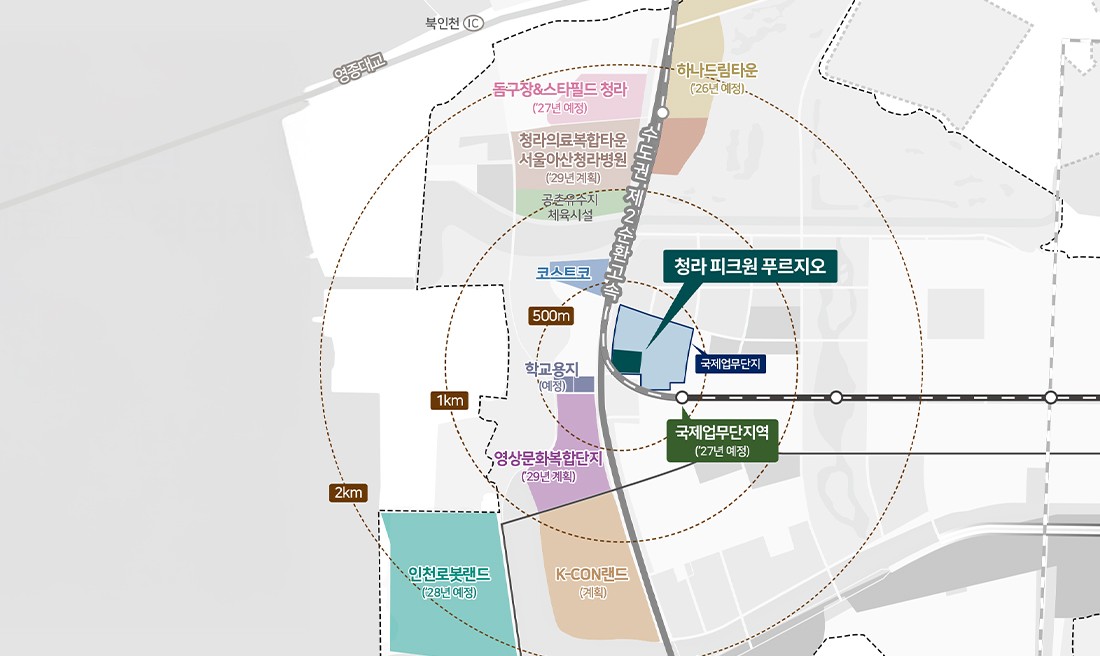 북인천 IC
영종대교
하나드림타운
('26년 예정)
돔구장&스타필드 청라
('27년 예정)
청라의료복합타운
서울아산청라병원
('29년 계획)
공촌유수지
체육시설
수도권 제2순환고속
코스트코
청라 피크원 푸르지오
500m
국제업무단지
학교용지
(예정)
1km
국제업무단지역
('27년 예정)
영상문화복합단지
('29년 계획)
2km
인천로봇랜드
('28년 예정)
K-CON랜드
(계획)